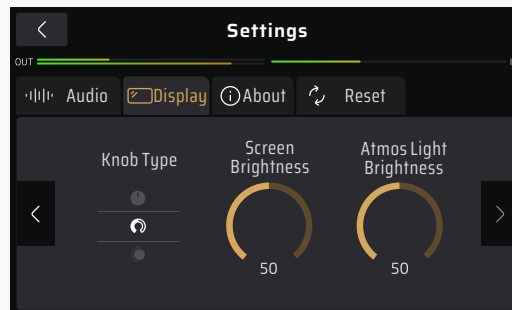 Settings
OUT
Audio Display About Reset
Knob Type
Screen Brightness
Atmos Light Brightness
50
50